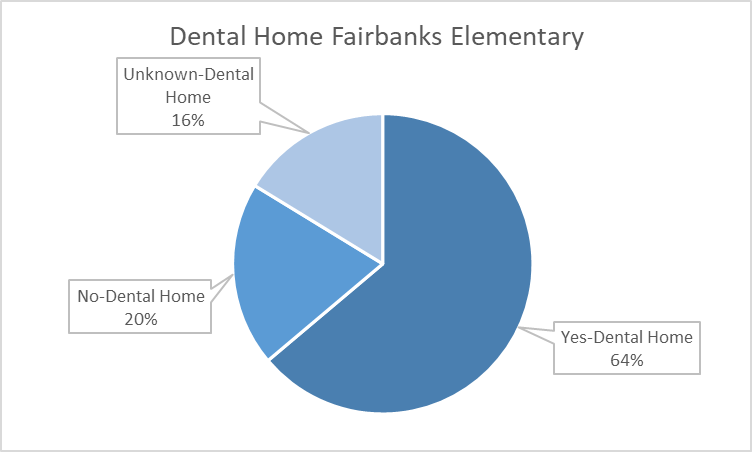 Dental Home Fairbanks Elementary
Unknown-Dental
Home
16%
No-Dental Home
20%
Yes-Dental Home
64%